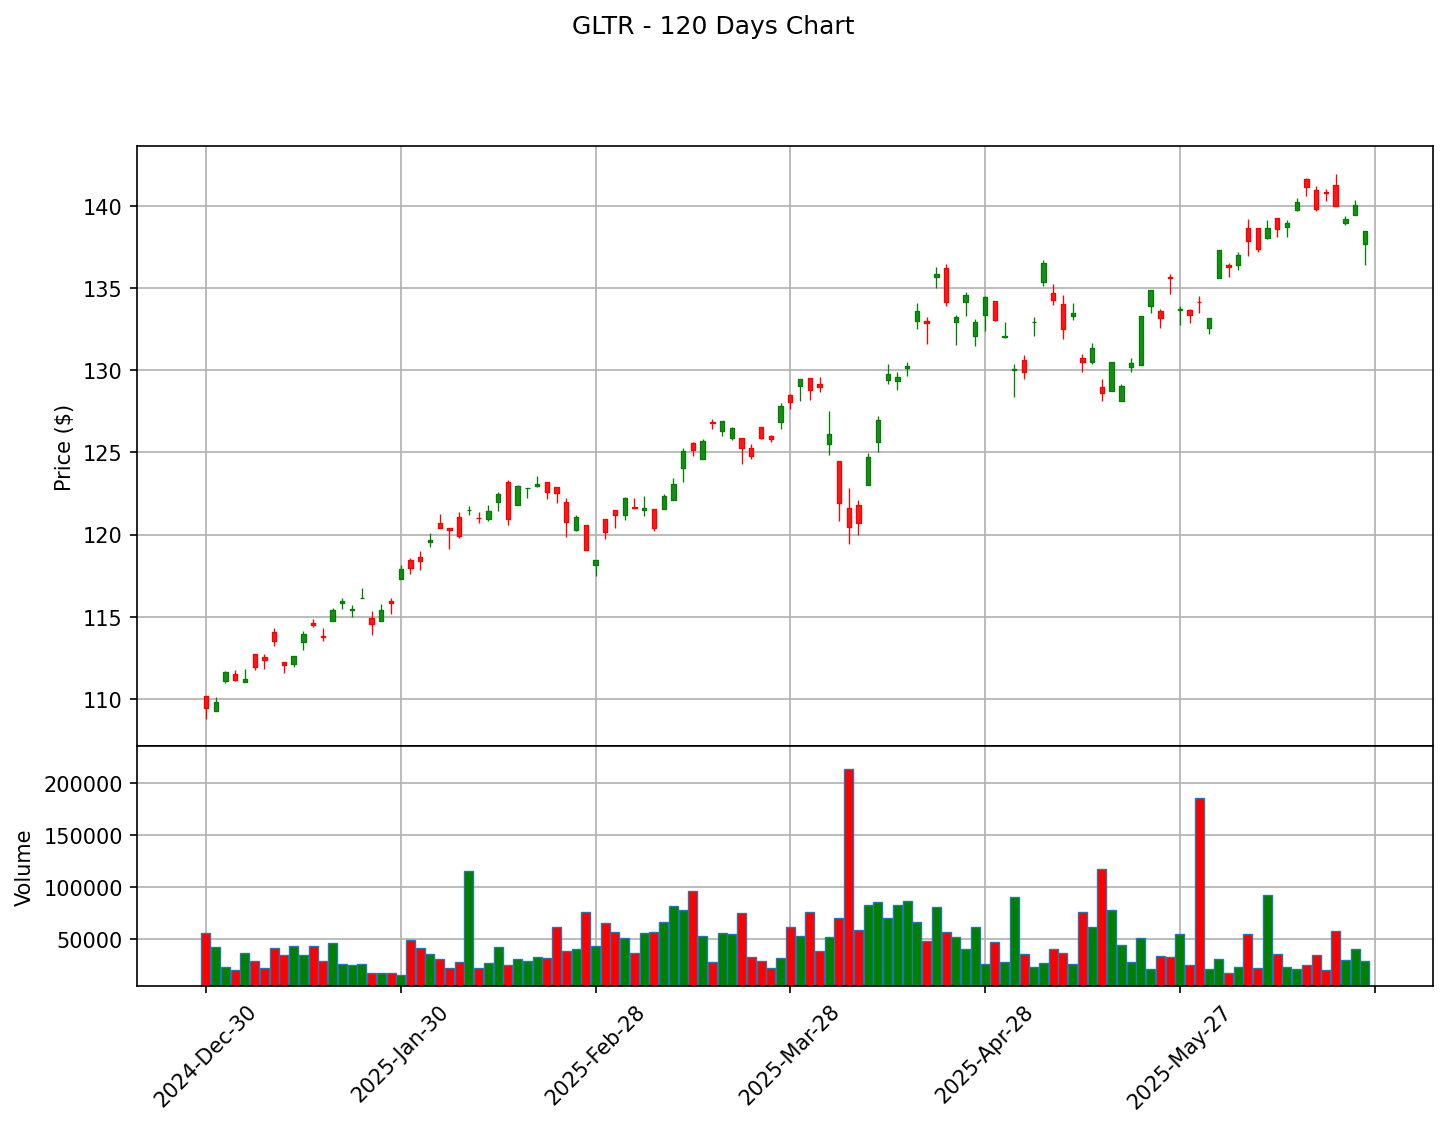 GLTR - 120 Days Chart
Price ($)
140
135
130
125
120
115
110
Volume
200000
150000
100000
50000
2024-Dec-30
2025-Jan-30
2025-Feb-28
2025-Mar-28
2025-Apr-28
2025-May-27